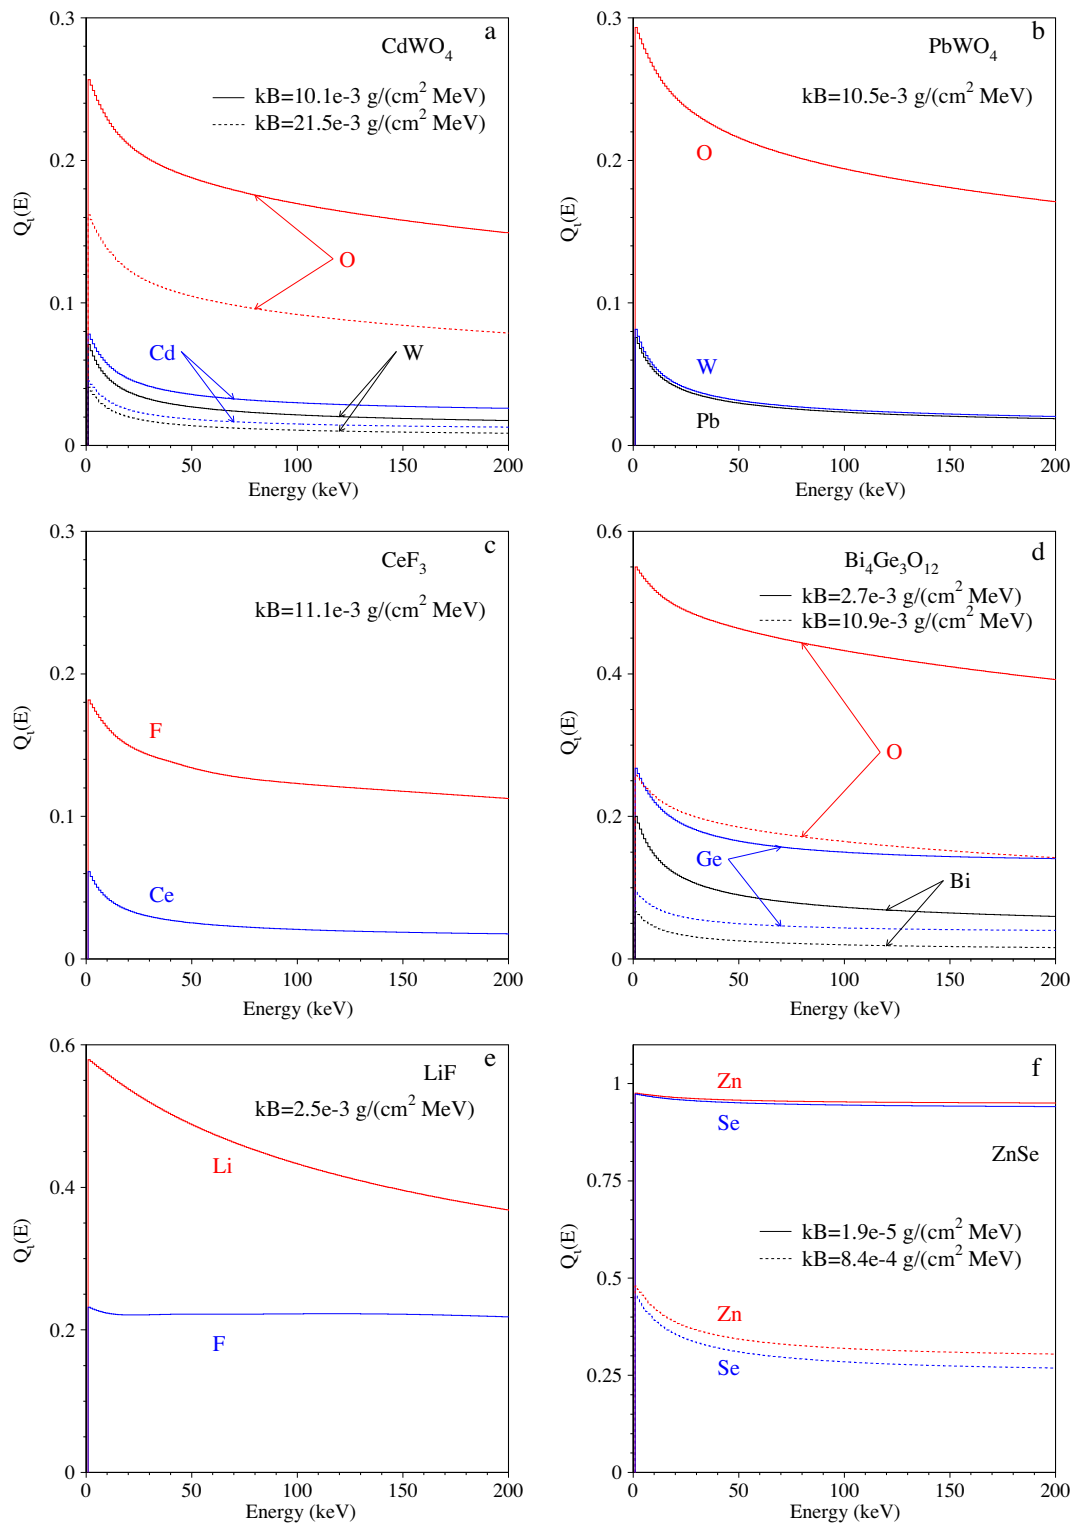 a
CdWO4
kB=10.1e-3 g/(cm2 MeV)
kB=21.5e-3 g/(cm2 MeV)
O
Cd
W
0
0.1
0.2
0.3
0 50 100 150 200
Energy (keV)
Qι(E)
b
PbWO4
kB=10.5e-3 g/(cm2 MeV)
O
W
Pb
0
0.1
0.2
0.3
0 50 100 150 200
Energy (keV)
Qι(E)
c
CeF3
kB=11.1e-3 g/(cm2 MeV)
F
Ce
0
0.1
0.2
0.3
0 50 100 150 200
Energy (keV)
Qι(E)
d
Bi4Ge3O12
kB=2.7e-3 g/(cm2 MeV)
kB=10.9e-3 g/(cm2 MeV)
O
Ge
Bi
0
0.2
0.4
0.6
0 50 100 150 200
Energy (keV)
Qι(E)
e
LiF
kB=2.5e-3 g/(cm2 MeV)
Li
F
0
0.2
0.4
0.6
0 50 100 150 200
Energy (keV)
Qι(E)
f
Zn
Se
ZnSe
kB=1.9e-5 g/(cm2 MeV)
kB=8.4e-4 g/(cm2 MeV)
Zn
Se
0
0.25
0.5
0.75
1
0 50 100 150 200
Energy (keV)
Qι(E)